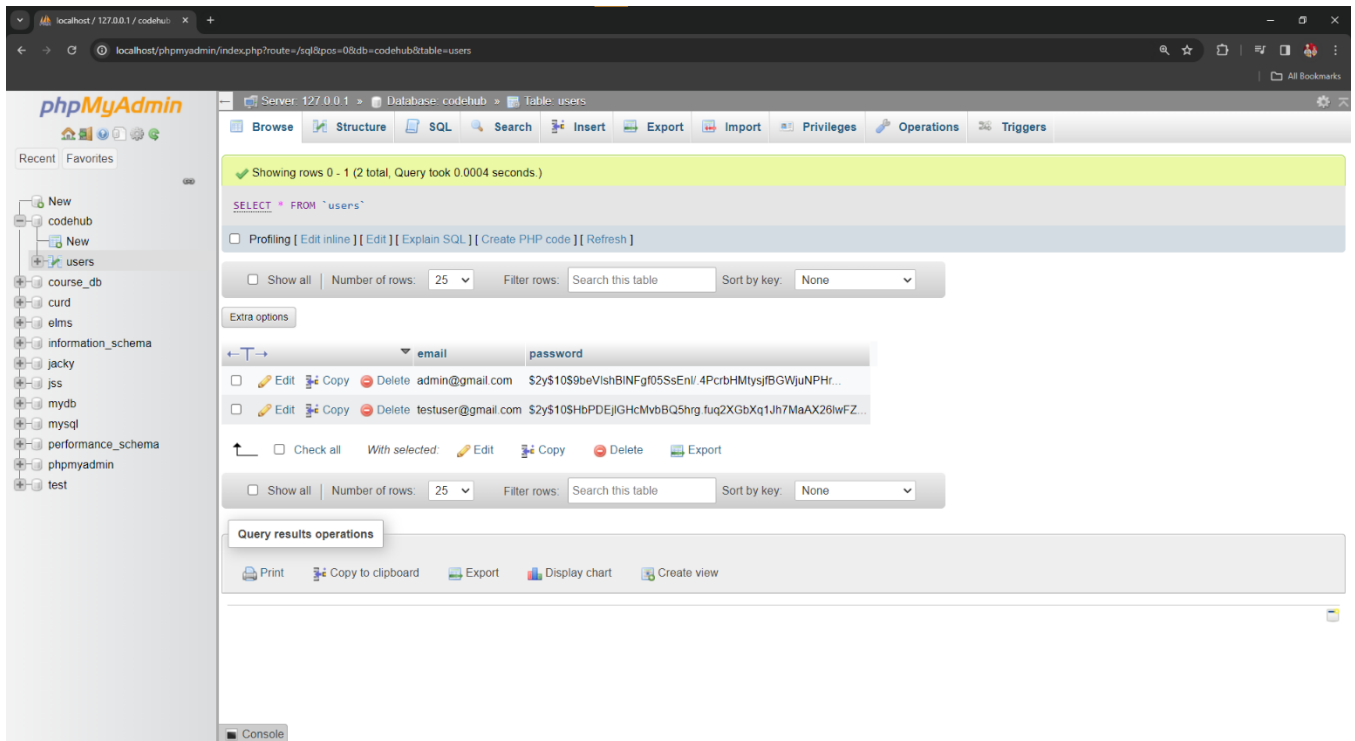 localhost / 127.0.0.1 / codehub
localhost/phpmyadmin/index.php?route=/sql&pos=0&db=codehub&table=users
All Bookmarks
phpMyAdmin
Recent Favorites
New
codehub
New
users
course_db
curd
elms
information_schema
jacky
jss
mydb
mysql
performance_schema
phpmyadmin
test
Server: 127.0.0.1 » Database: codehub » Table: users
Browse Structure SQL Search Insert Export Import Privileges Operations Triggers
Showing rows 0 - 1 (2 total, Query took 0.0004 seconds.)
SELECT * FROM `users`
Profiling [ Edit inline ] [ Edit ] [ Explain SQL ] [ Create PHP code ] [ Refresh ]
Show all | Number of rows: 25 Filter rows: Search this table Sort by key: None
Extra options
←T→ email password
Edit Copy Delete admin@gmail.com $2y$10$9beVIshBINFgf05SsEnI/.4PcrbHMtysjfBGWjuNPHr...
Edit Copy Delete testuser@gmail.com $2y$10$HbPDEjIGHcMvbBQ5hrg.fuq2XGbXq1Jh7MaAX26IwFZ...
Check all With selected: Edit Copy Delete Export
Show all | Number of rows: 25 Filter rows: Search this table Sort by key: None
Query results operations
Print Copy to clipboard Export Display chart Create view
Console